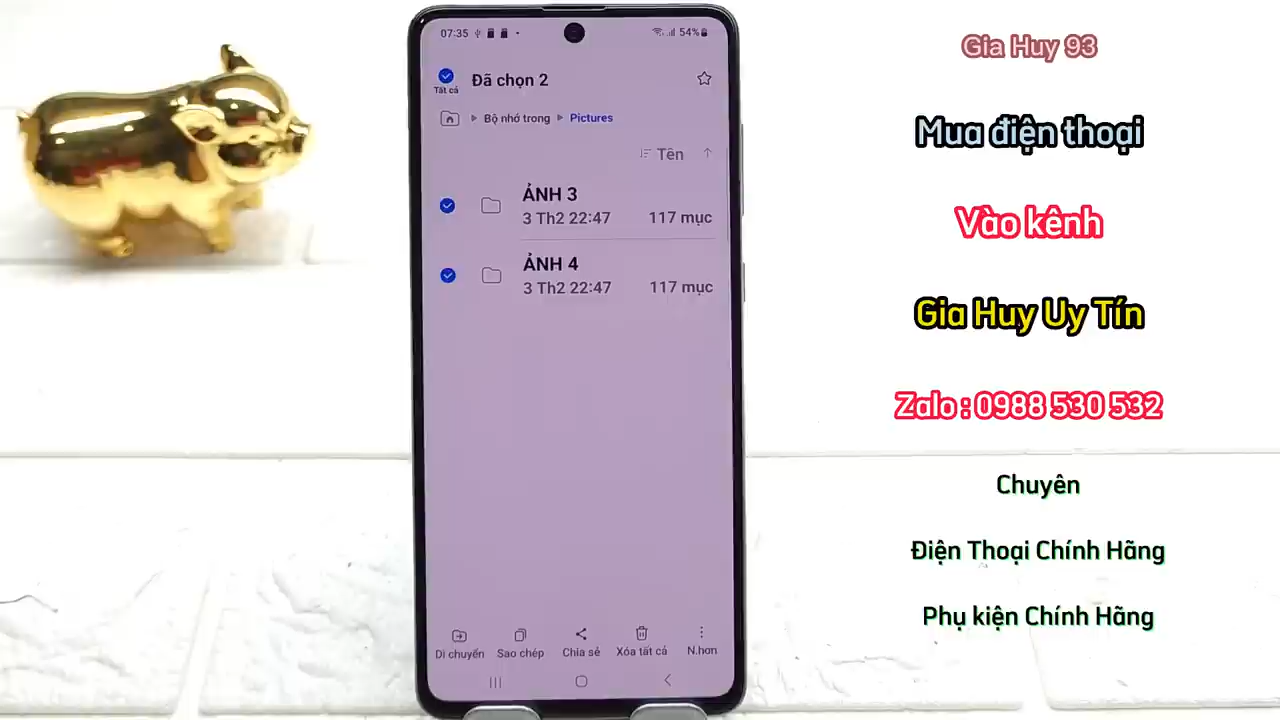 07:35
54%
Tất cả
Đã chọn 2
Bộ nhớ trong
Pictures
Tên
ẢNH 3
3 Th2 22:47
117 mục
ẢNH 4
3 Th2 22:47
117 mục
Di chuyển
Sao chép
Chia sẻ
Xóa tất cả
N.hơn
Gia Huy 93
Mua điện thoại
Vào kênh
Gia Huy Uy Tín
Zalo : 0988 530 532
Chuyên
Điện Thoại Chính Hãng
Phụ kiện Chính Hãng